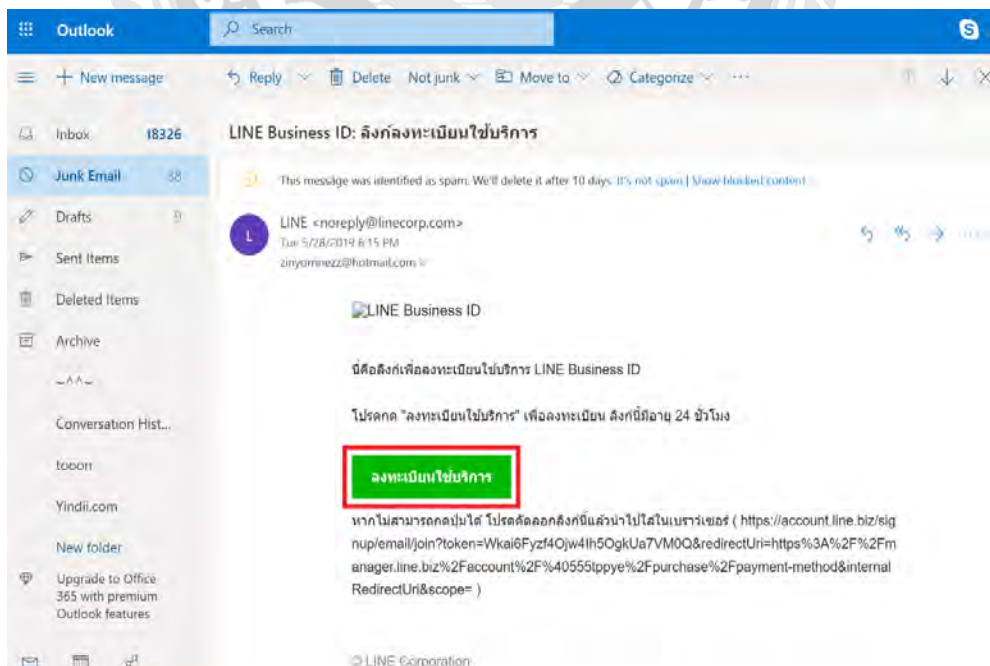 Outlook
Search
New message
Reply Delete Not junk Move to Categorize
Inbox 18326
Junk Email 38
Drafts 9
Sent Items
Deleted Items
Archive
~^^~
Conversation Hist...
tooorr
Yindii.com
New folder
Upgrade to Office
365 with premium
Outlook features
LINE Business ID: ลิงก์ลงทะเบียนใช้บริการ
This message was identified as spam. We'll delete it after 10 days. It's not spam | Show blocked content
L
LINE <noreply@linecorp.com>
Tue 5/28/2019 6:15 PM
zinyomnezz@hotmail.com
LINE Business ID
นี่คือลิงก์เพื่อลงทะเบียนใช้บริการ LINE Business ID
โปรดกด "ลงทะเบียนใช้บริการ" เพื่อลงทะเบียน ลิงก์นี้มีอายุ 24 ชั่วโมง
ลงทะเบียนใช้บริการ
หากไม่สามารถกดปุ่มได้ โปรดคัดลอกลิงก์นี้แล้วนำไปใส่ในเบราว์เซอร์ ( https://account.line.biz/sig
nup/email/join?token=Wkai6Fyzf4Ojw4Ih5OgkUa7VM0Q&redirectUri=https%3A%2F%2Fm
anager.line.biz%2Faccount%2F%40555tppye%2Fpurchase%2Fpayment-method&internal
RedirectUri&scope= )
© LINE Corporation